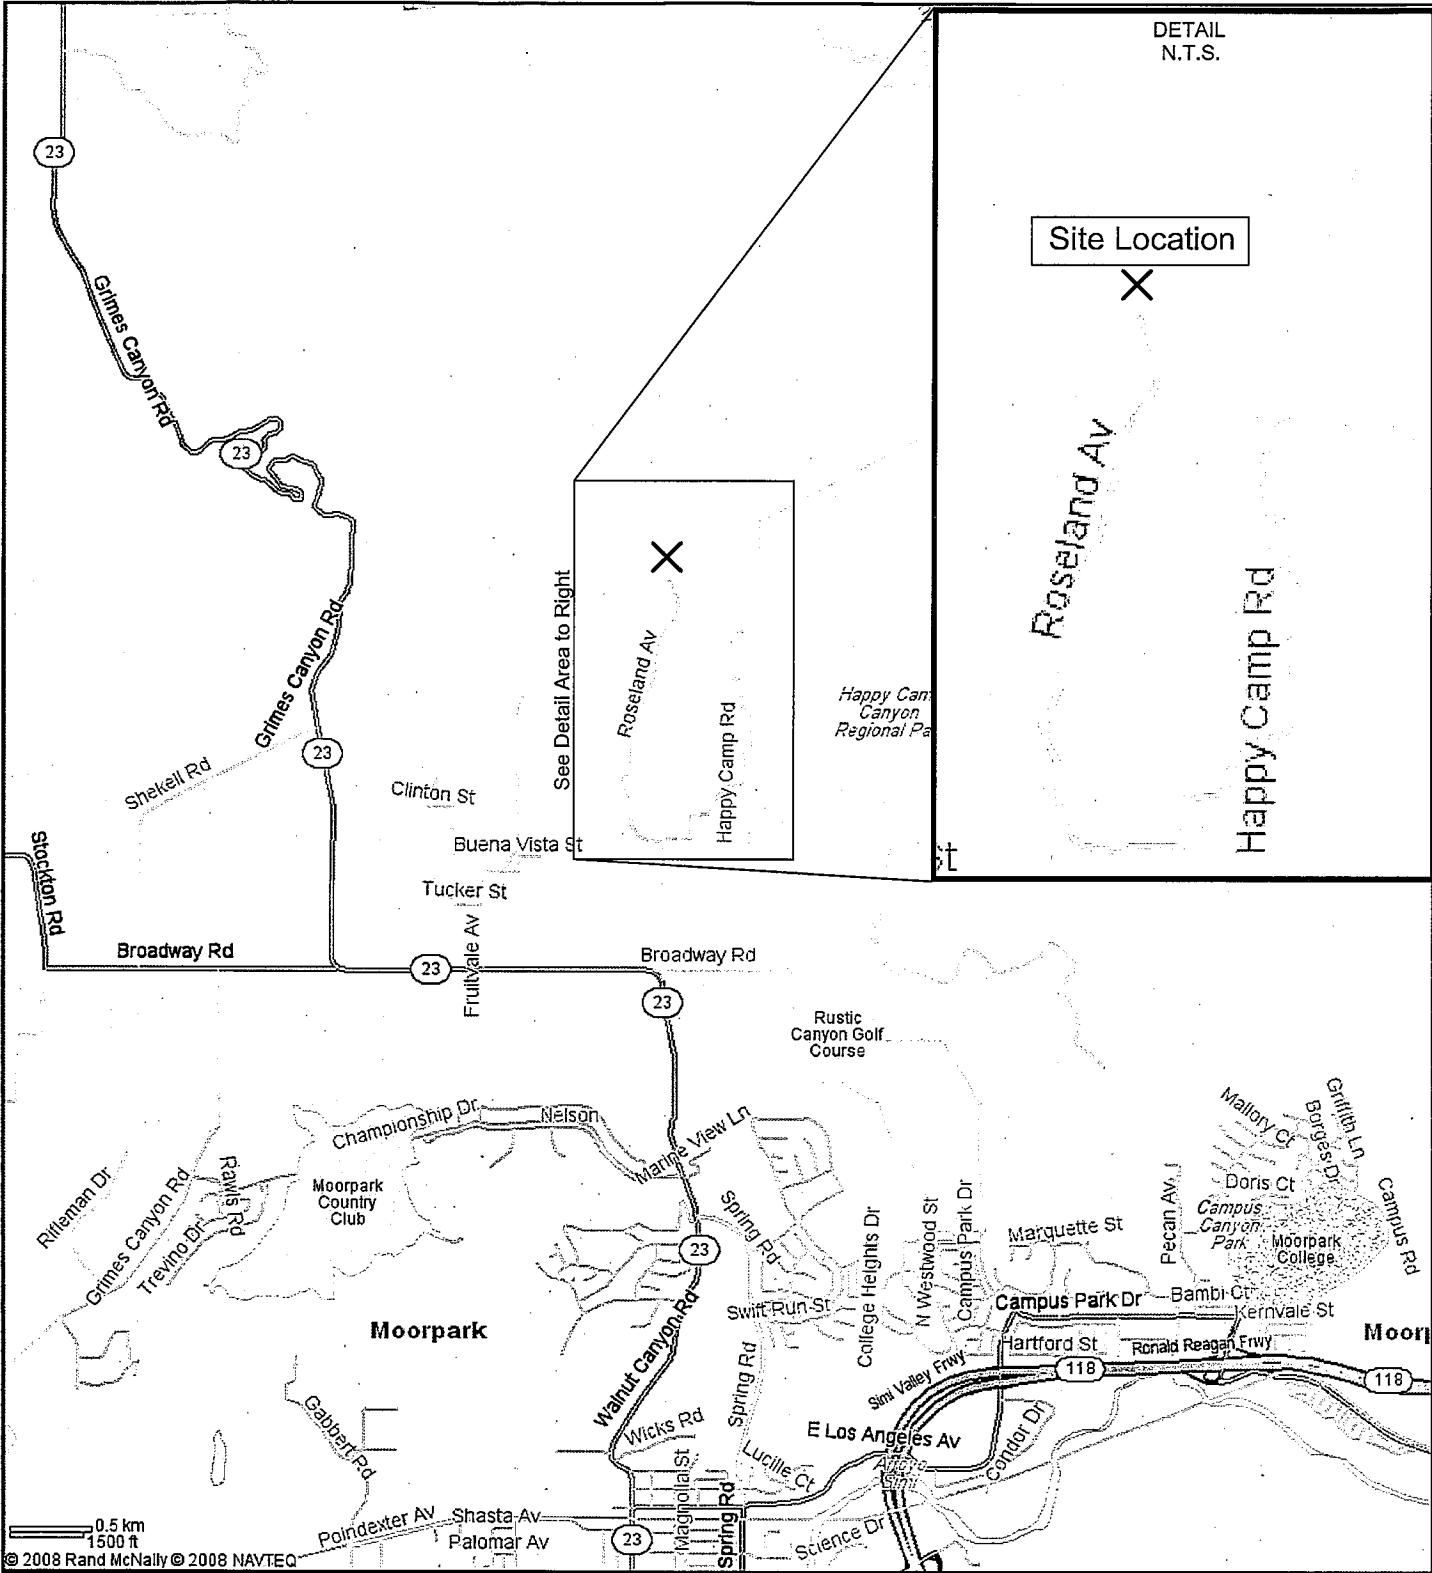 DETAIL
N.T.S.
23
Site Location
Grimes Canyon Rd
23
Roseland Av
Happy Camp Rd
See Detail Area to Right
Roseland Av
Happy Camp Rd
Grimes Canyon Rd
Happy Cam
Canyon
Regional Pa
23
Shekell Rd
Clinton St
Buena Vista St
st
Stockton Rd
Tucker St
Fruitvale Av
Broadway Rd
23
Broadway Rd
23
Rustic
Canyon Golf
Course
Championship Dr
Nelson
Marine View Ln
Mallory Ct
Borges Dr
Griffith Ln
Rifleman Dr
Grimes Canyon Rd
Rawls Rd
Trevino Dr
Moorpark
Country
Club
Spring Rd
23
College Heights Dr
N Westwood St
Campus Park Dr
Marquette St
Pecan Av
Doris Ct
Campus
Canyon
Park
Moorpark
College
Campus Rd
Swift Run St
Campus Park Dr
Bambi Ct
Kernvale St
Moorpark
Walnut Canyon Rd
Hartford St
Ronald Reagan Frwy
Moorp
Simi Valley Frwy
118
118
Spring Rd
Gabbert Rd
Wicks Rd
E Los Angeles Av
Condor Dr
Magnolia St
Lucille Ct
Arroyo
Simi
Spring Rd
Poindexter Av
Shasta Av
Palomar Av
23
Science Dr
0.5 km
1500 ft
© 2008 Rand McNally © 2008 NAVTEQ